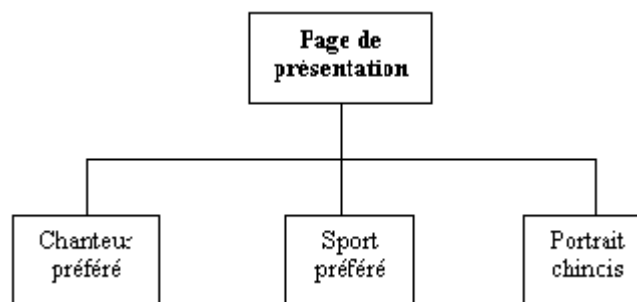 Page de
présentation
Chanteur
préféré
Sport
préféré
Portrait
chinois